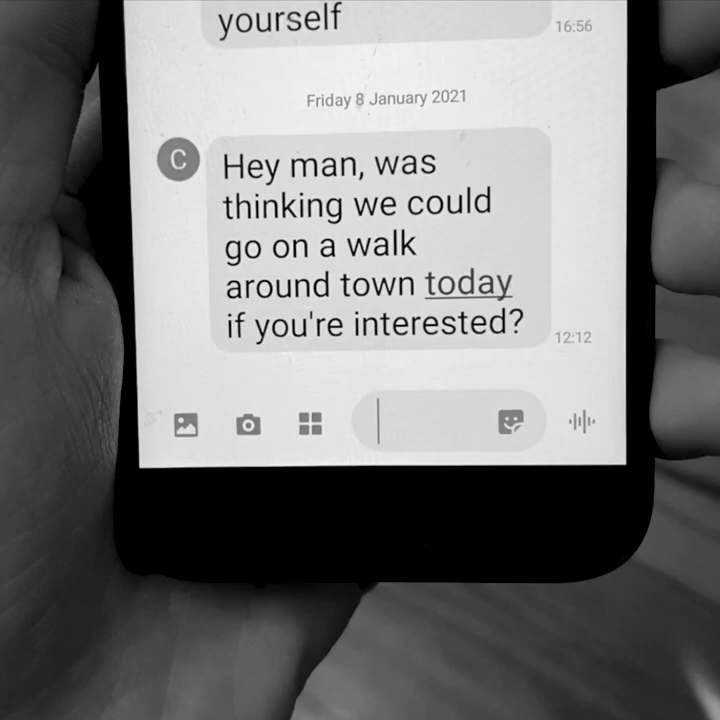 yourself
16:56
Friday 8 January 2021
C
Hey man, was
thinking we could
go on a walk
around town today
if you're interested?
12:12